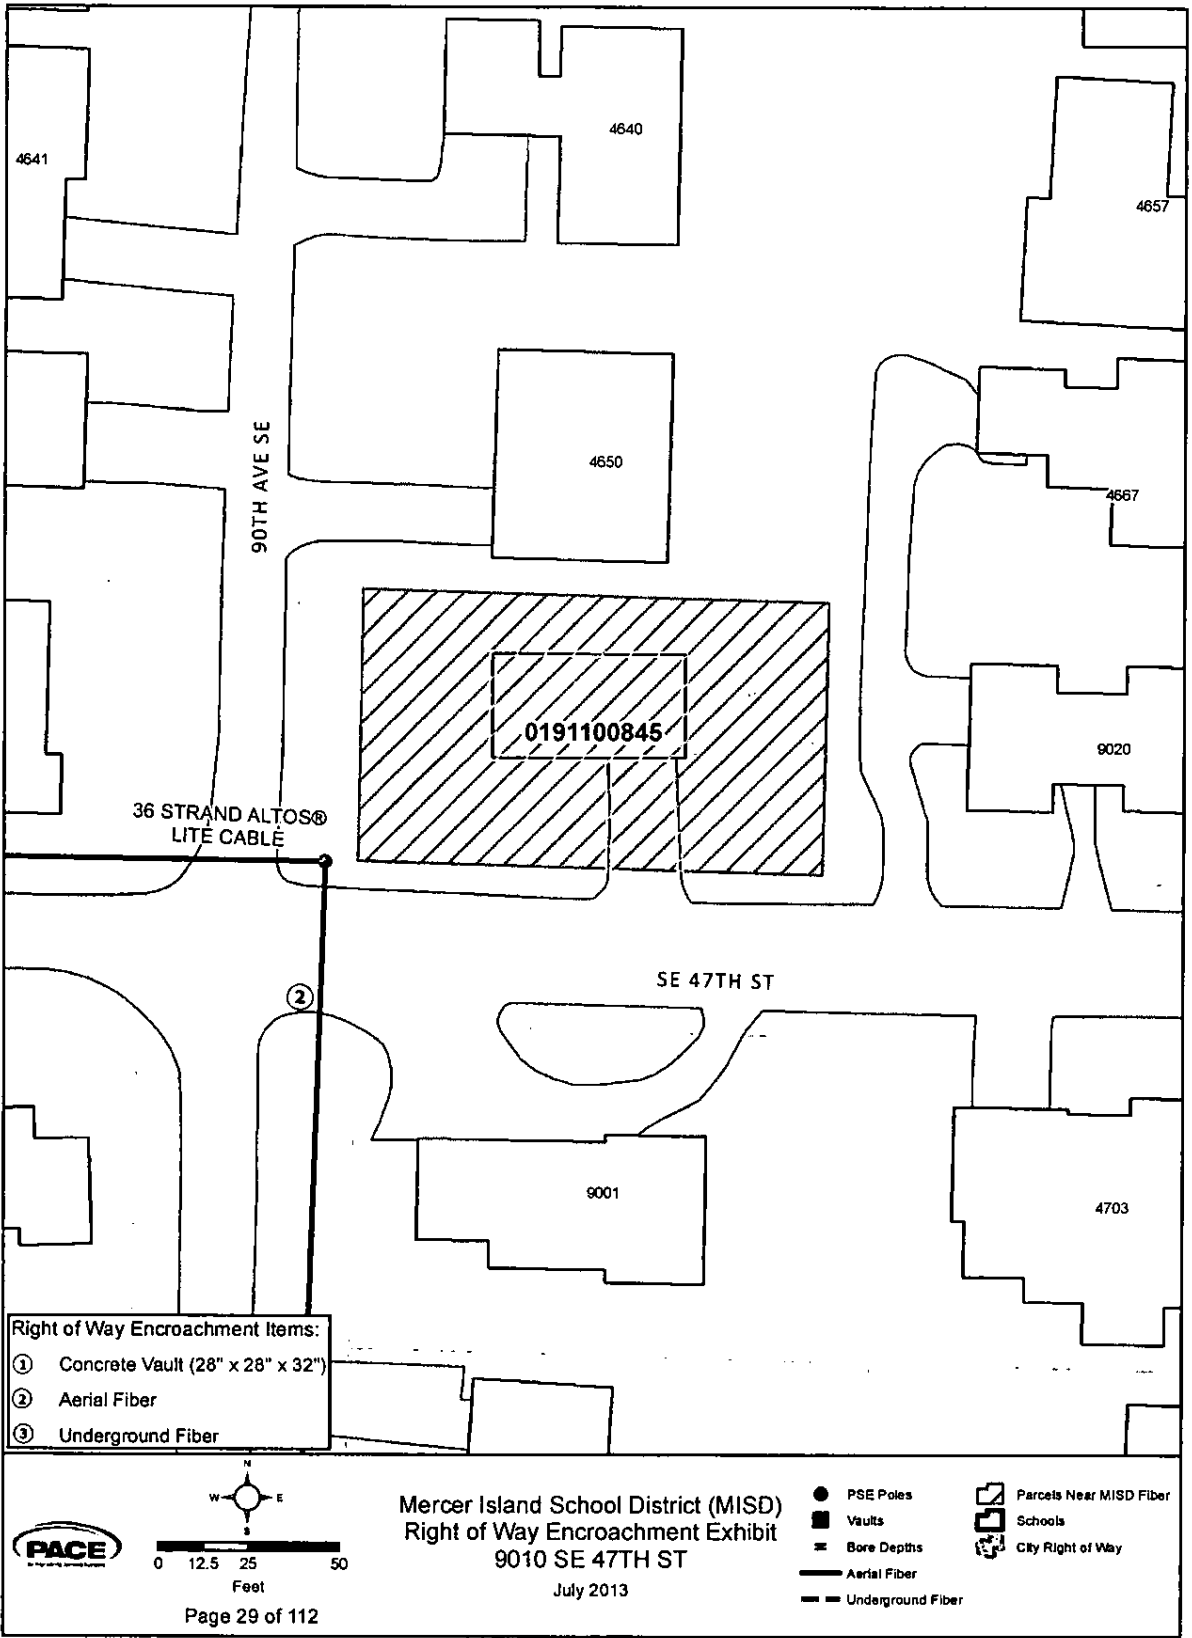 4641
4640
4657
90TH AVE SE
4650
4667
0191100845
9020
36 STRAND ALTOS®
LITE CABLE
SE 47TH ST
2
9001
4703
Right of Way Encroachment Items:
1 Concrete Vault (28" x 28" x 32")
2 Aerial Fiber
3 Underground Fiber
PACE
N
W E
S
0 12.5 25 50
Feet
Page 29 of 112
Mercer Island School District (MISD)
Right of Way Encroachment Exhibit
9010 SE 47TH ST
July 2013
PSE Poles
Vaults
Bore Depths
Aerial Fiber
Underground Fiber
Parcels Near MISD Fiber
Schools
City Right of Way